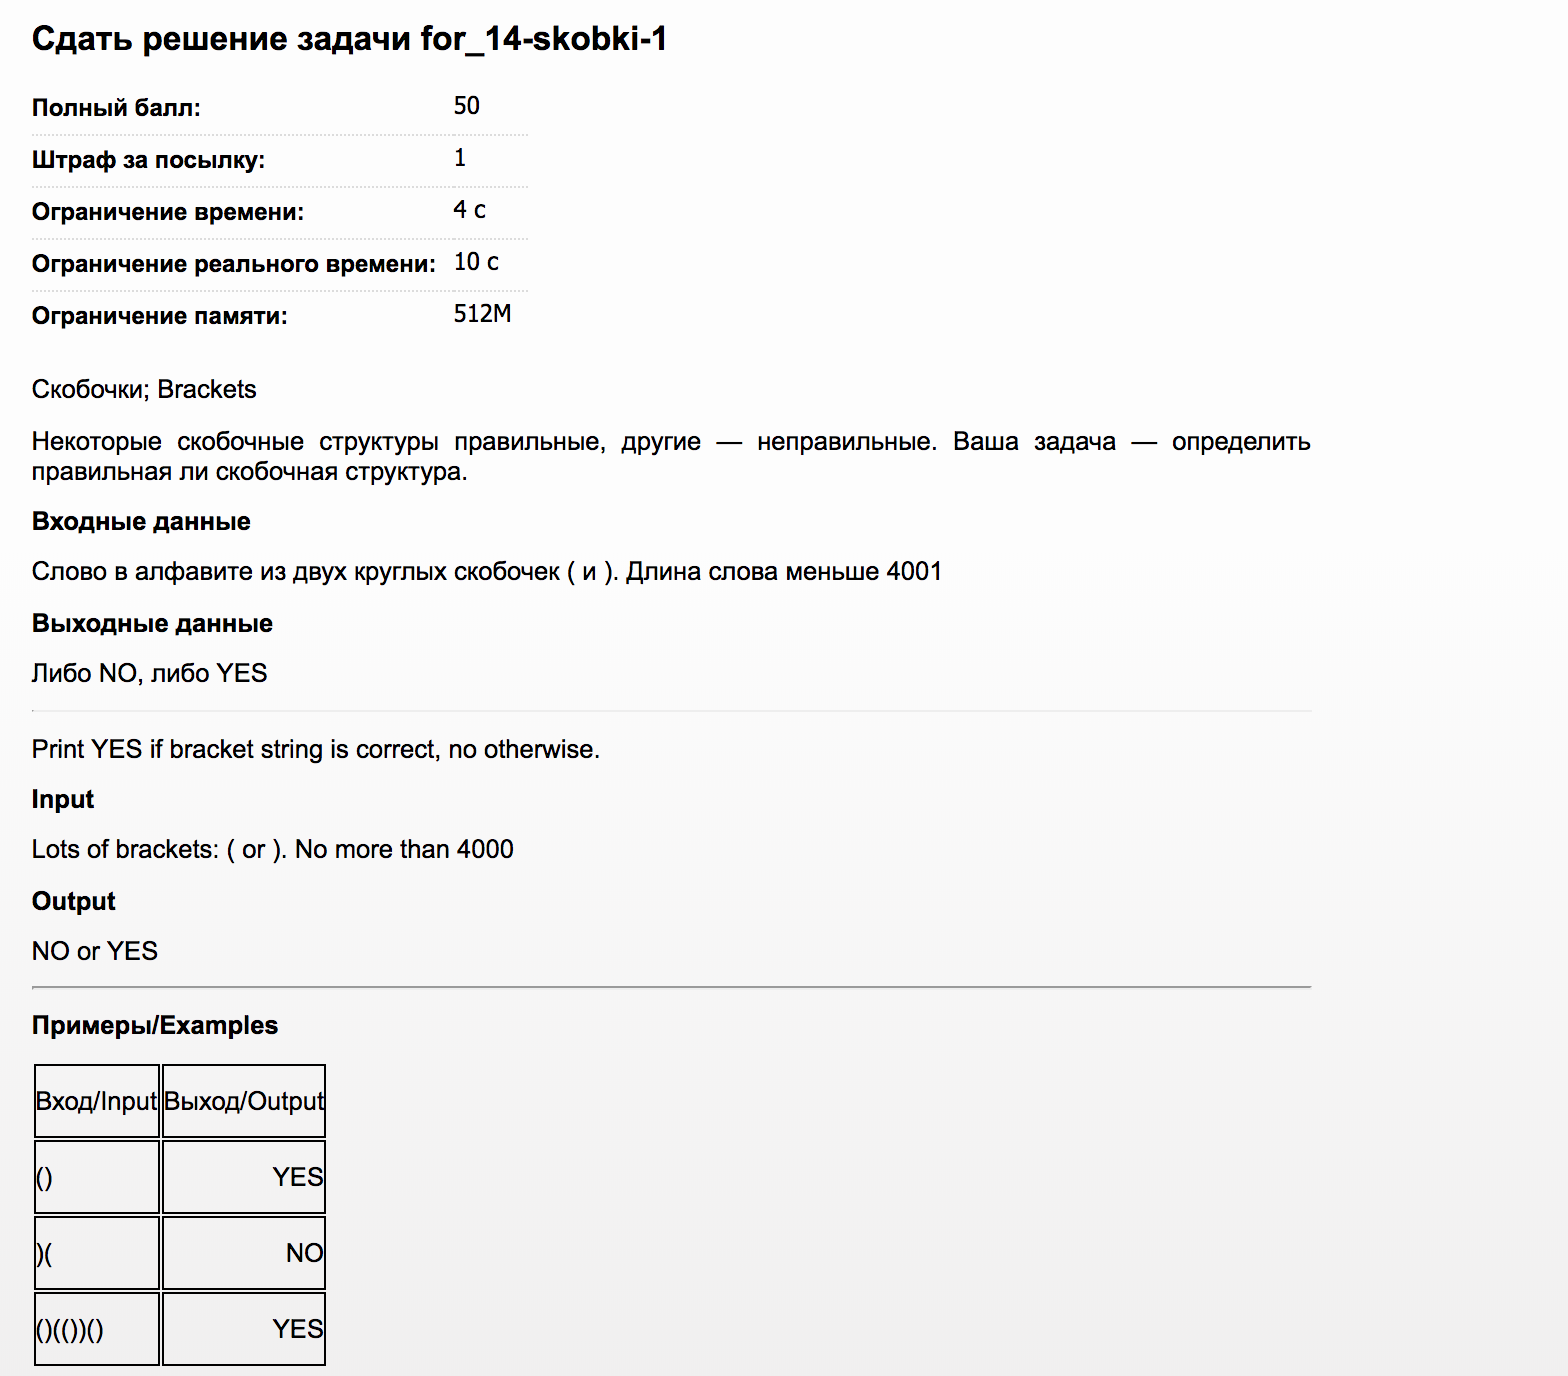 Сдать решение задачи for_14-skobki-1
Полный балл: 50
Штраф за посылку: 1
Ограничение времени: 4 с
Ограничение реального времени: 10 с
Ограничение памяти: 512M
Скобочки; Brackets
Некоторые скобочные структуры правильные, другие — неправильные. Ваша задача — определить
правильная ли скобочная структура.
Входные данные
Слово в алфавите из двух круглых скобочек ( и ). Длина слова меньше 4001
Выходные данные
Либо NO, либо YES
Print YES if bracket string is correct, no otherwise.
Input
Lots of brackets: ( or ). No more than 4000
Output
NO or YES
Примеры/Examples
Вход/Input Выход/Output
() YES
)( NO
()(())() YES